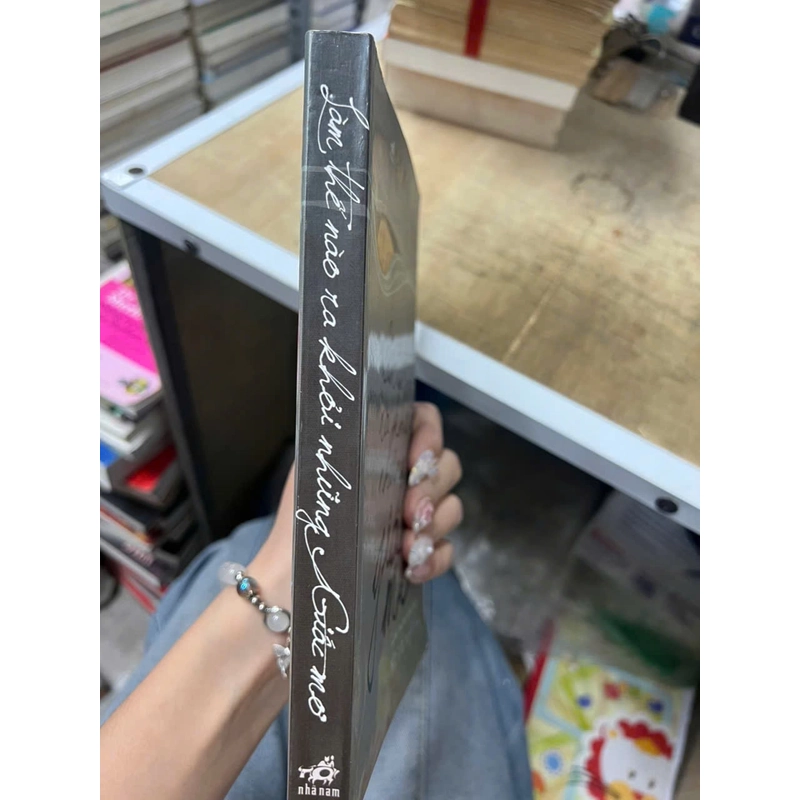 Làm thế nào ra khỏi những Giấc mơ
nhã nam